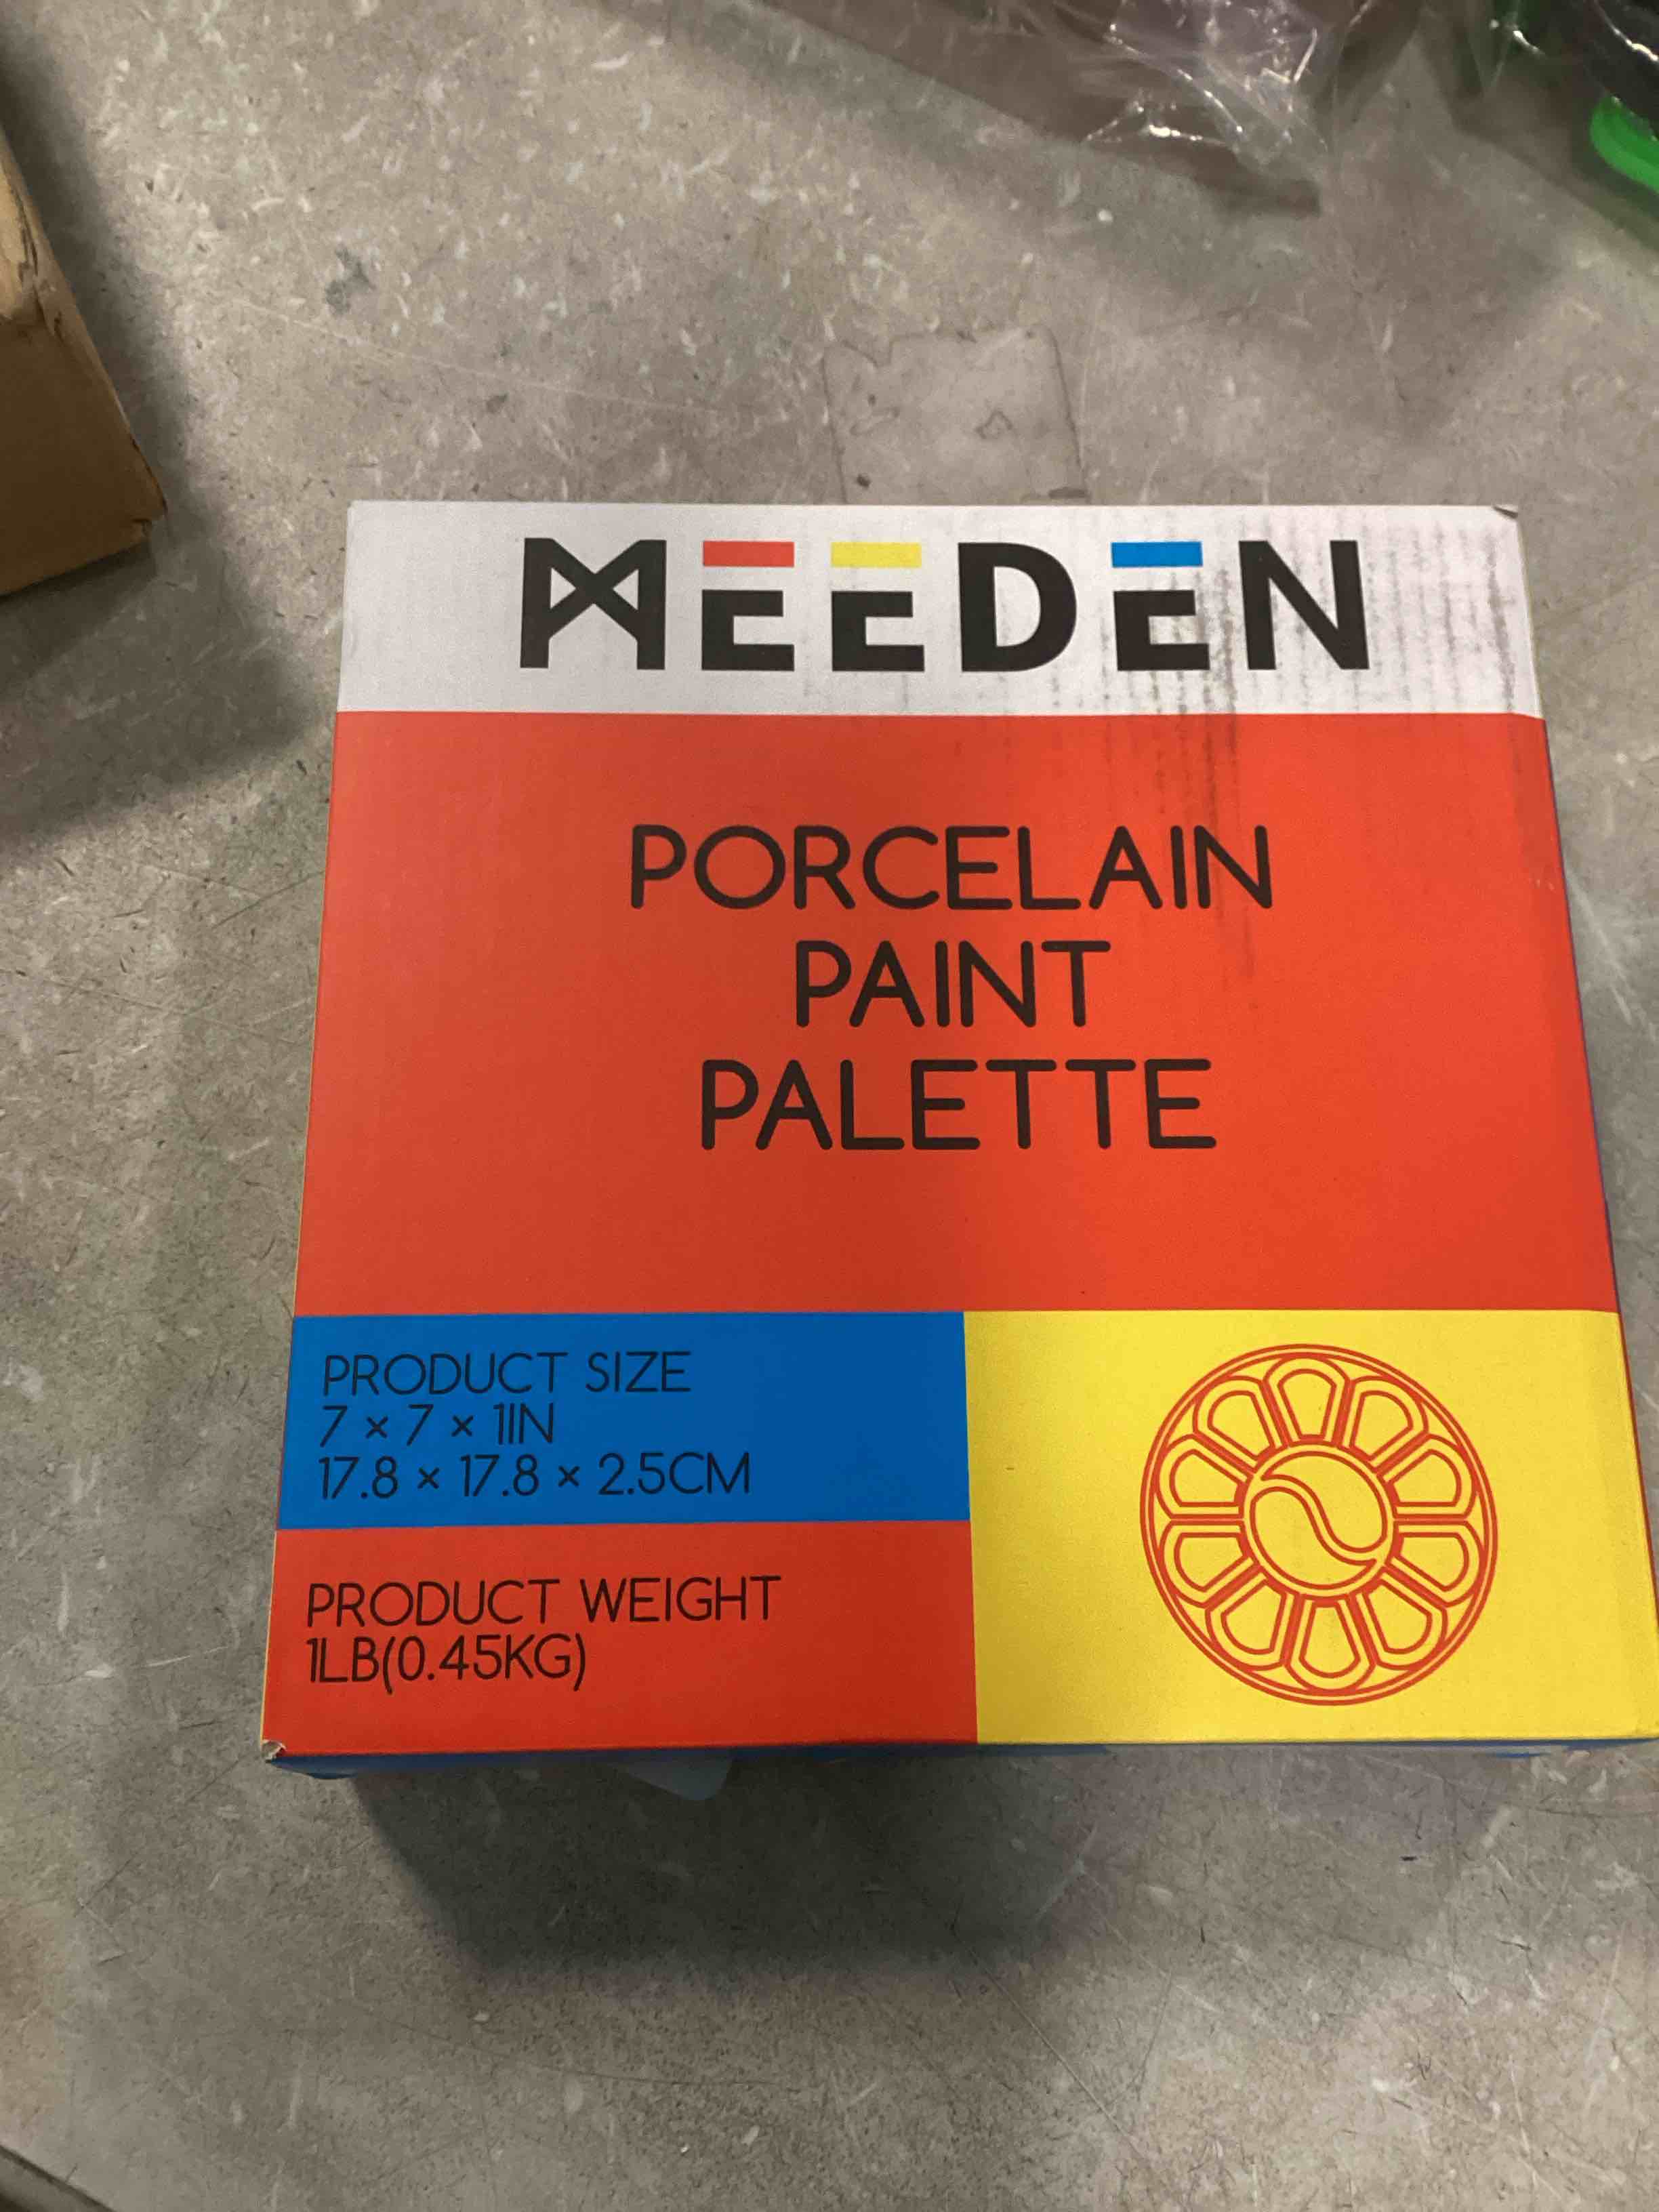 MEEDEN
PORCELAIN
PAINT
PALETTE
PRODUCT SIZE
7 × 7 × 1IN
17.8 × 17.8 × 2.5CM
PRODUCT WEIGHT
1LB(0.45KG)